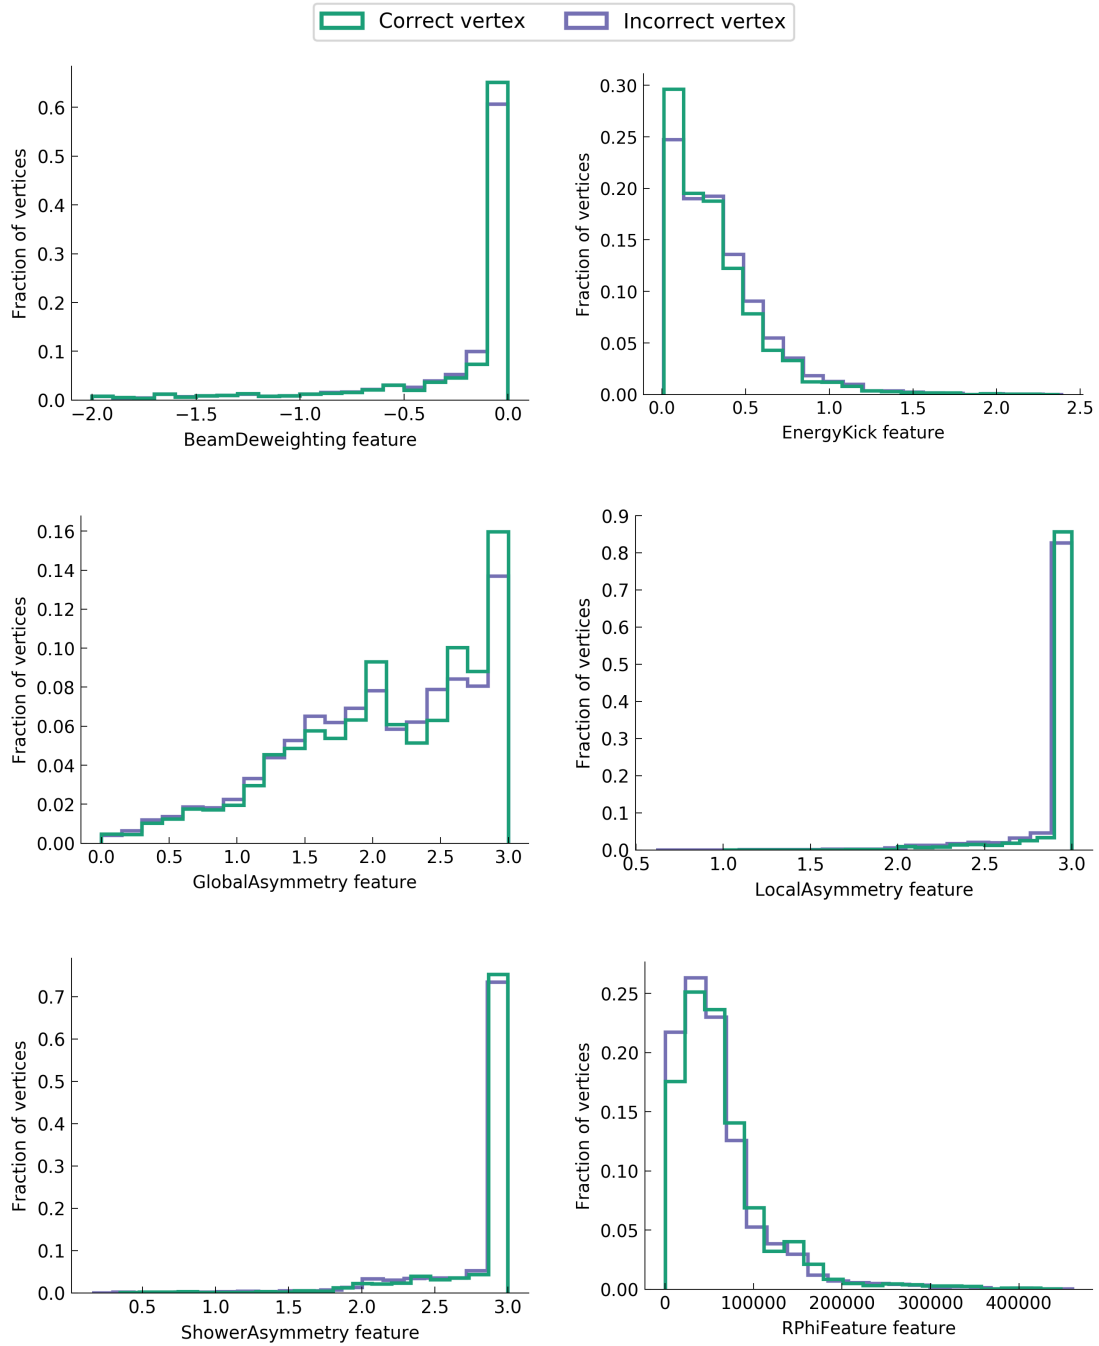 Correct vertex Incorrect vertex
Fraction of vertices
0.6
0.5
0.4
0.3
0.2
0.1
0.0
−2.0 −1.5 −1.0 −0.5 0.0
BeamDeweighting feature
Fraction of vertices
0.30
0.25
0.20
0.15
0.10
0.05
0.00
0.0 0.5 1.0 1.5 2.0 2.5
EnergyKick feature
Fraction of vertices
0.16
0.14
0.12
0.10
0.08
0.06
0.04
0.02
0.00
0.0 0.5 1.0 1.5 2.0 2.5 3.0
GlobalAsymmetry feature
Fraction of vertices
0.9
0.8
0.7
0.6
0.5
0.4
0.3
0.2
0.1
0.0
0.5 1.0 1.5 2.0 2.5 3.0
LocalAsymmetry feature
Fraction of vertices
0.7
0.6
0.5
0.4
0.3
0.2
0.1
0.0
0.5 1.0 1.5 2.0 2.5 3.0
ShowerAsymmetry feature
Fraction of vertices
0.25
0.20
0.15
0.10
0.05
0.00
0 100000 200000 300000 400000
RPhiFeature feature